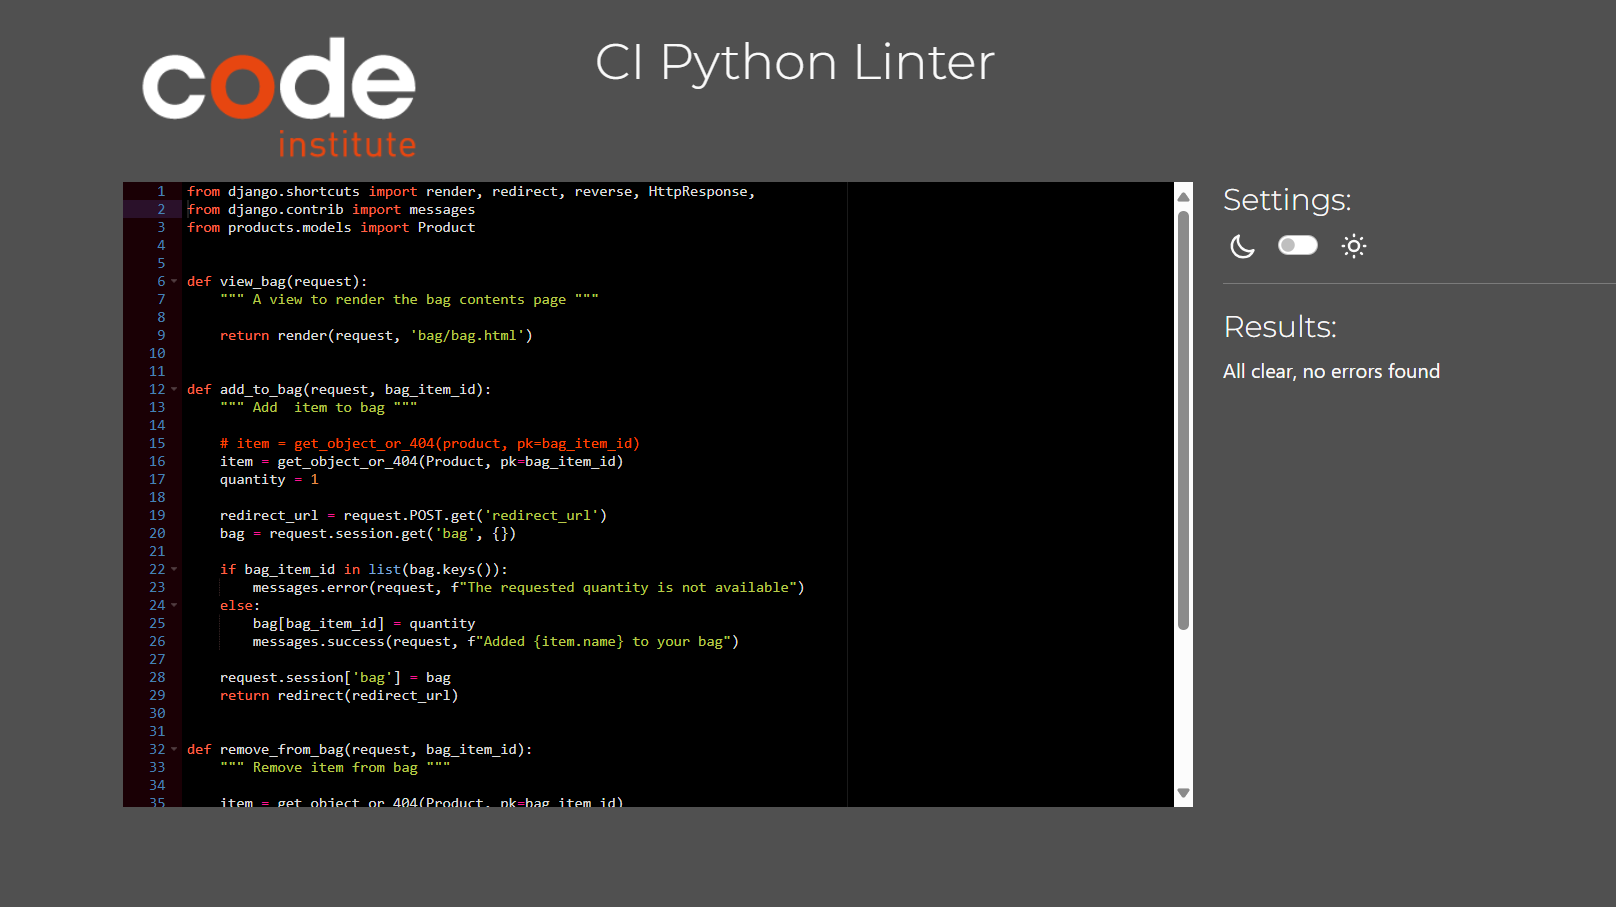 code
institute
CI Python Linter
1 from django.shortcuts import render, redirect, reverse, HttpResponse,
2 from django.contrib import messages
3 from products.models import Product
4
5
6 def view_bag(request):
7     """ A view to render the bag contents page """
8
9     return render(request, 'bag/bag.html')
10
11
12 def add_to_bag(request, bag_item_id):
13     """ Add  item to bag """
14
15     # item = get_object_or_404(product, pk=bag_item_id)
16     item = get_object_or_404(Product, pk=bag_item_id)
17     quantity = 1
18
19     redirect_url = request.POST.get('redirect_url')
20     bag = request.session.get('bag', {})
21
22     if bag_item_id in list(bag.keys()):
23         messages.error(request, f"The requested quantity is not available")
24     else:
25         bag[bag_item_id] = quantity
26         messages.success(request, f"Added {item.name} to your bag")
27
28     request.session['bag'] = bag
29     return redirect(redirect_url)
30
31
32 def remove_from_bag(request, bag_item_id):
33     """ Remove item from bag """
34
35     item = get_object_or_404(Product, pk=bag_item_id)
Settings:
Results:
All clear, no errors found